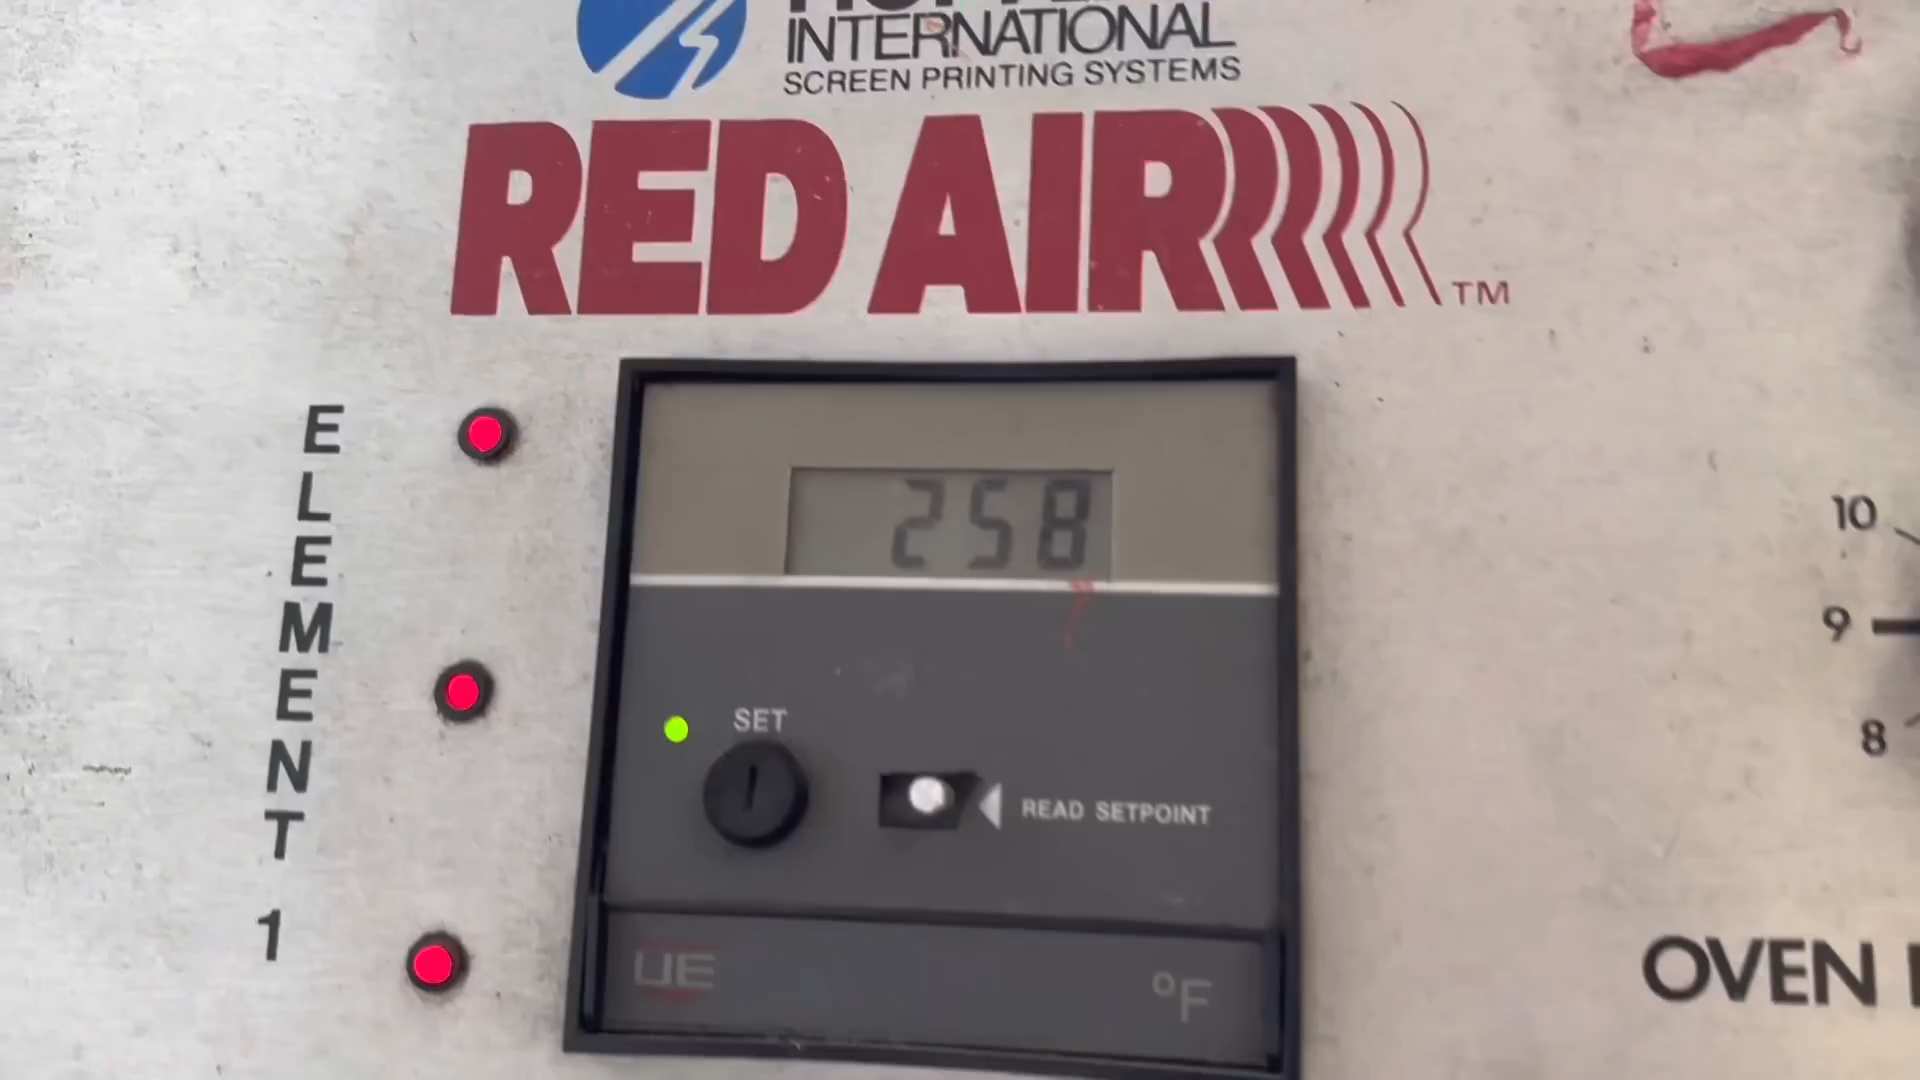 INTERNATIONAL
SCREEN PRINTING SYSTEMS
RED AIR
TM
ELEMENT 1
258
SET
READ SETPOINT
UE
°F
10
9
8
OVEN